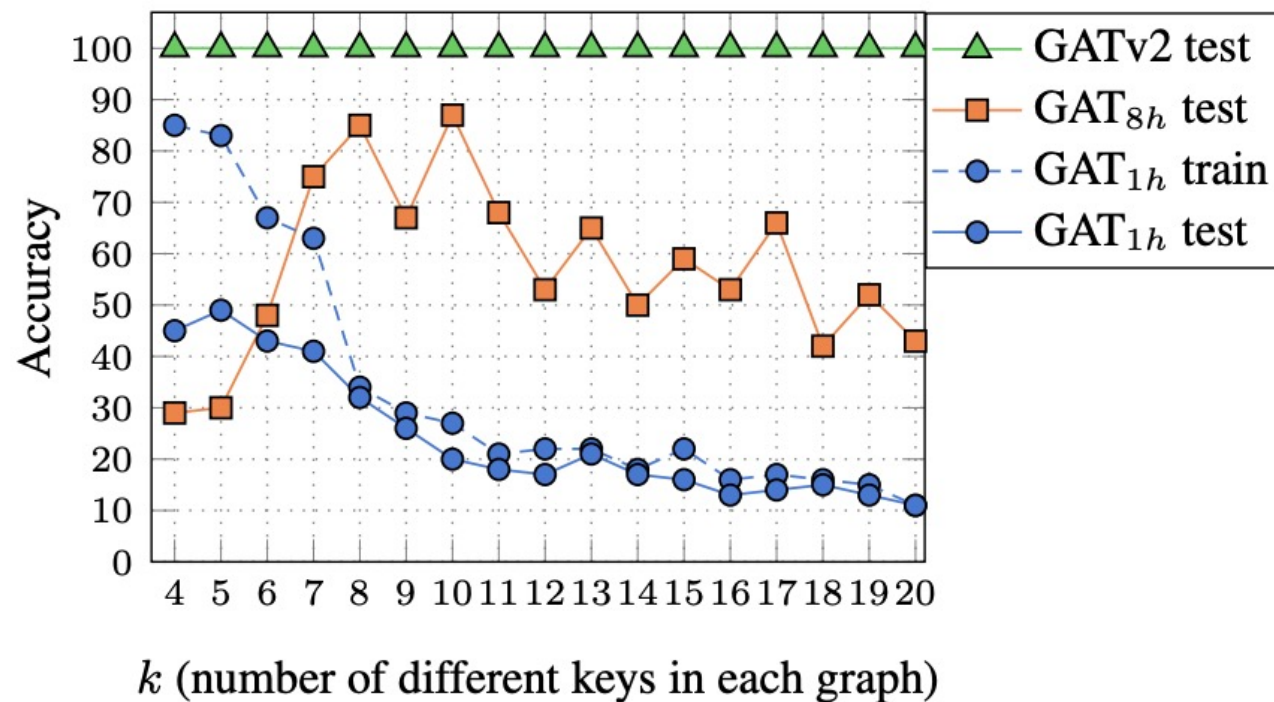 100
90
80
70
60
50
40
30
20
10
0
Accuracy
4 5 6 7 8 9 10 11 12 13 14 15 16 17 18 19 20
k (number of different keys in each graph)
GATv2 test
GAT8h test
GAT1h train
GAT1h test